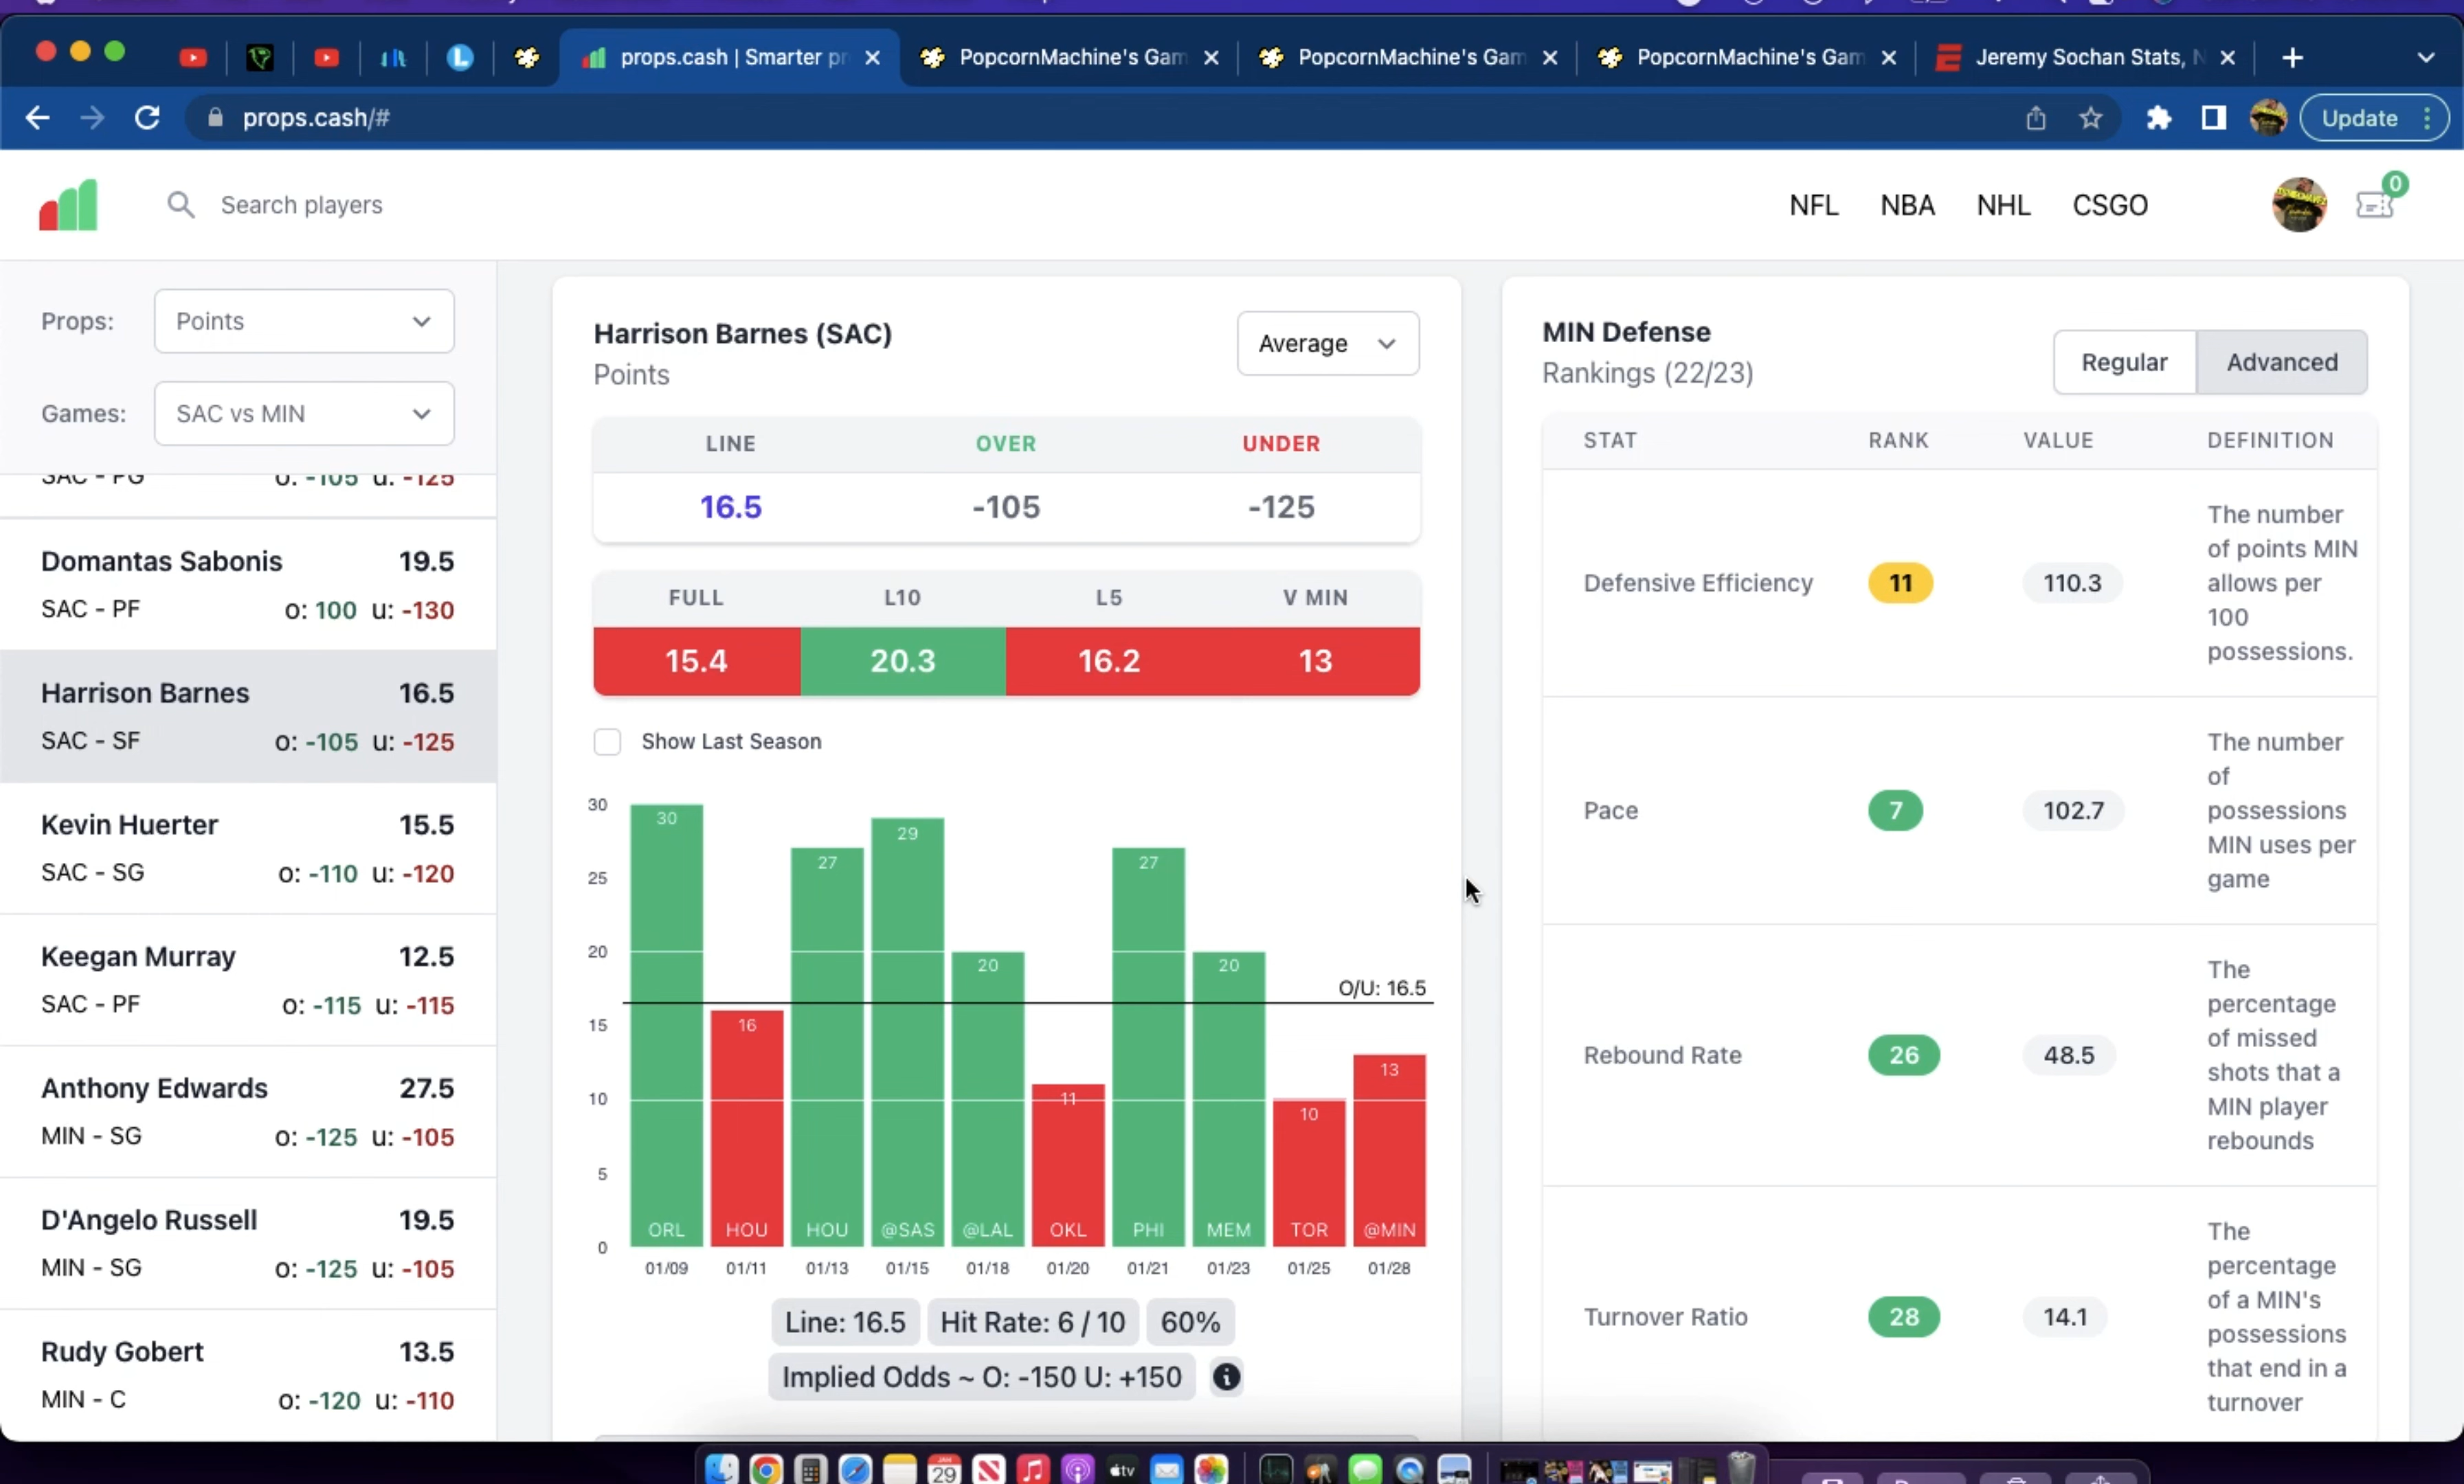 props.cash | Smarter pr
PopcornMachine's Gam
PopcornMachine's Gam
PopcornMachine's Gam
Jeremy Sochan Stats, N
props.cash/#
Update
Search players
NFL
NBA
NHL
CSGO
0
Props:
Points
Games:
SAC vs MIN
SAC - PG
o: -105 u: -125
Domantas Sabonis 19.5
SAC - PF o: 100 u: -130
Harrison Barnes 16.5
SAC - SF o: -105 u: -125
Kevin Huerter 15.5
SAC - SG o: -110 u: -120
Keegan Murray 12.5
SAC - PF o: -115 u: -115
Anthony Edwards 27.5
MIN - SG o: -125 u: -105
D'Angelo Russell 19.5
MIN - SG o: -125 u: -105
Rudy Gobert 13.5
MIN - C o: -120 u: -110
Harrison Barnes (SAC)
Points
Average
LINE OVER UNDER
16.5 -105 -125
FULL L10 L5 V MIN
15.4 20.3 16.2 13
Show Last Season
30
25
20
15
10
5
0
30 16 27 29 20 11 27 20 10 13
O/U: 16.5
ORL HOU HOU @SAS @LAL OKL PHI MEM TOR @MIN
01/09 01/11 01/13 01/15 01/18 01/20 01/21 01/23 01/25 01/28
Line: 16.5 Hit Rate: 6 / 10 60%
Implied Odds ~ O: -150 U: +150
MIN Defense
Rankings (22/23)
Regular
Advanced
STAT RANK VALUE DEFINITION
Defensive Efficiency 11 110.3
The number
of points MIN
allows per
100
possessions.
Pace 7 102.7
The number
of
possessions
MIN uses per
game
Rebound Rate 26 48.5
The
percentage
of missed
shots that a
MIN player
rebounds
Turnover Ratio 28 14.1
The
percentage
of a MIN's
possessions
that end in a
turnover
JAN
29
tv